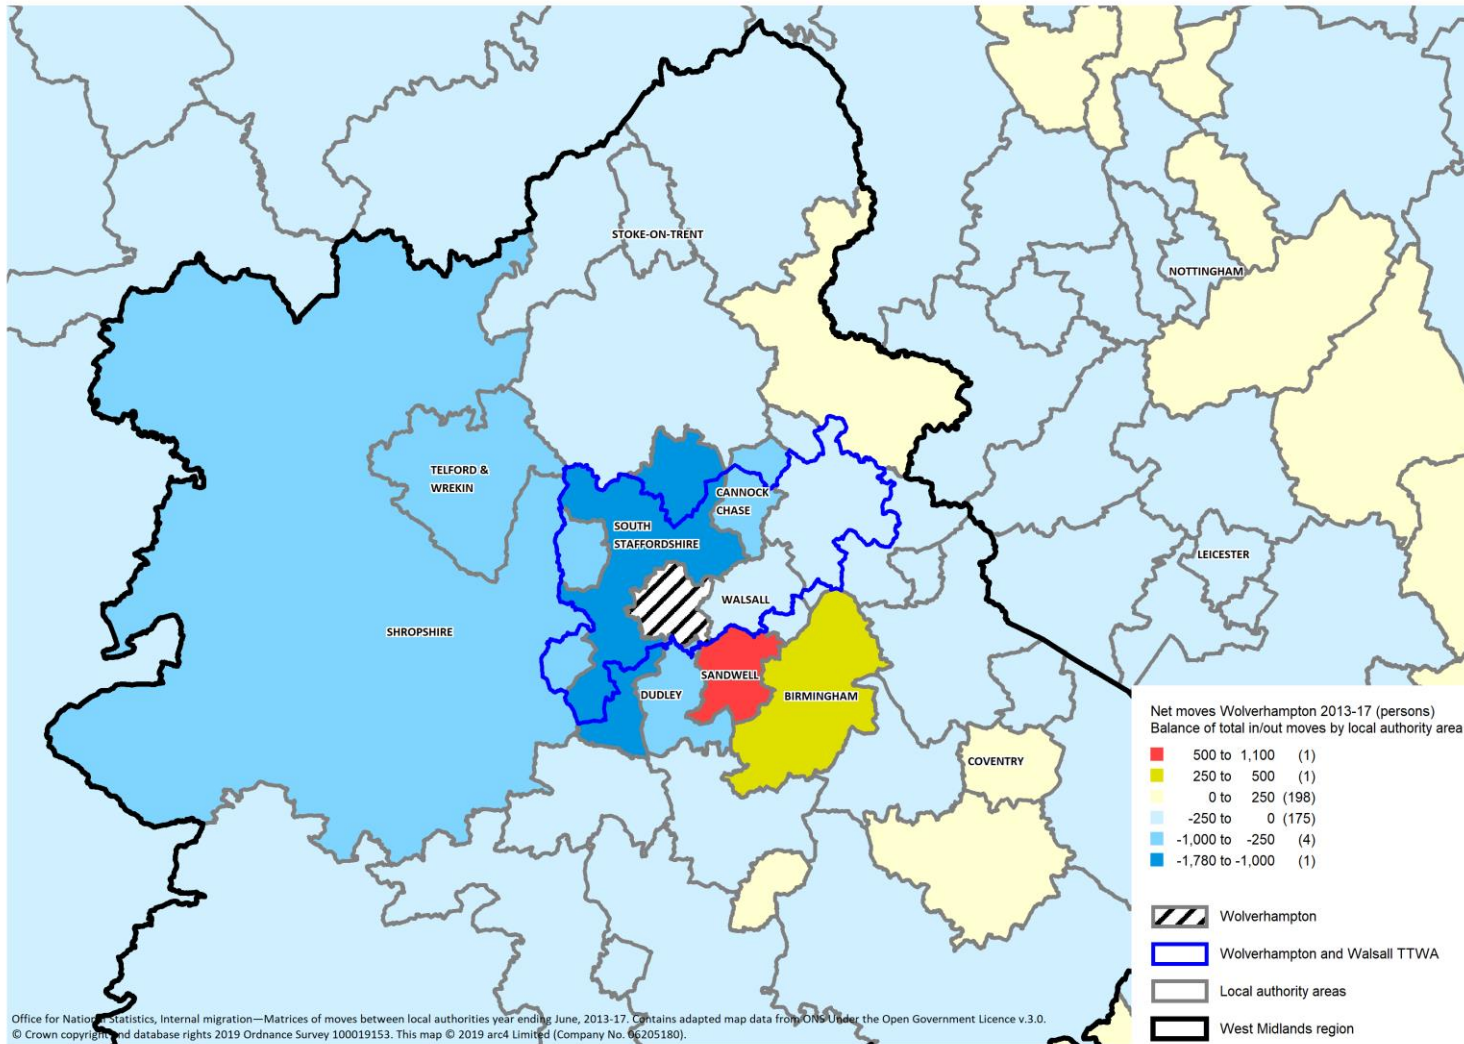 STOKE-ON-TRENT
NOTTINGHAM
TELFORD &
WREKIN
CANNOCK
CHASE
SOUTH
STAFFORDSHIRE
LEICESTER
WALSALL
SHROPSHIRE
SANDWELL
DUDLEY
BIRMINGHAM
COVENTRY
Net moves Wolverhampton 2013-17 (persons)
Balance of total in/out moves by local authority area
500 to 1,100 (1)
250 to 500 (1)
0 to 250 (198)
-250 to 0 (175)
-1,000 to -250 (4)
-1,780 to -1,000 (1)
Wolverhampton
Wolverhampton and Walsall TTWA
Local authority areas
West Midlands region
Office for National Statistics, Internal migration—Matrices of moves between local authorities year ending June, 2013-17. Contains adapted map data from ONS Under the Open Government Licence v.3.0.
© Crown copyright and database rights 2019 Ordnance Survey 100019153. This map © 2019 arc4 Limited (Company No. 06205180).